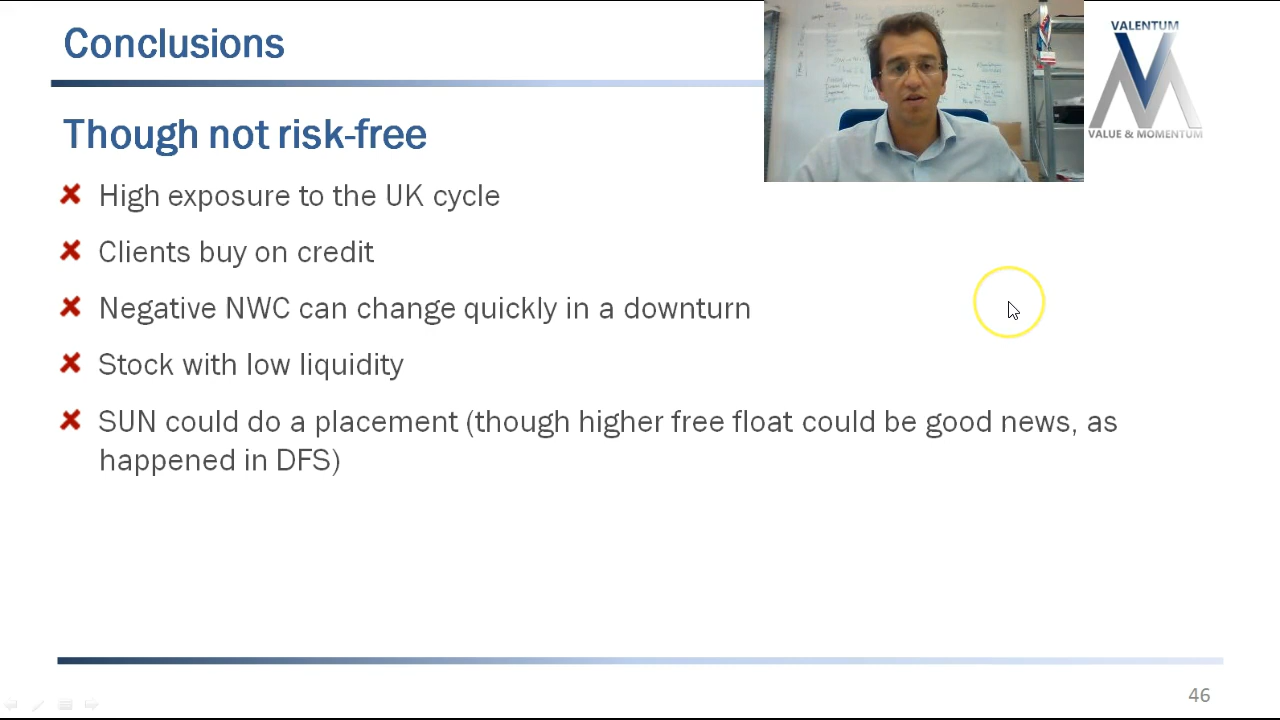 Conclusions
VALENTUM
VALUE & MOMENTUM
Though not risk-free
High exposure to the UK cycle
Clients buy on credit
Negative NWC can change quickly in a downturn
Stock with low liquidity
SUN could do a placement (though higher free float could be good news, as
happened in DFS)
46